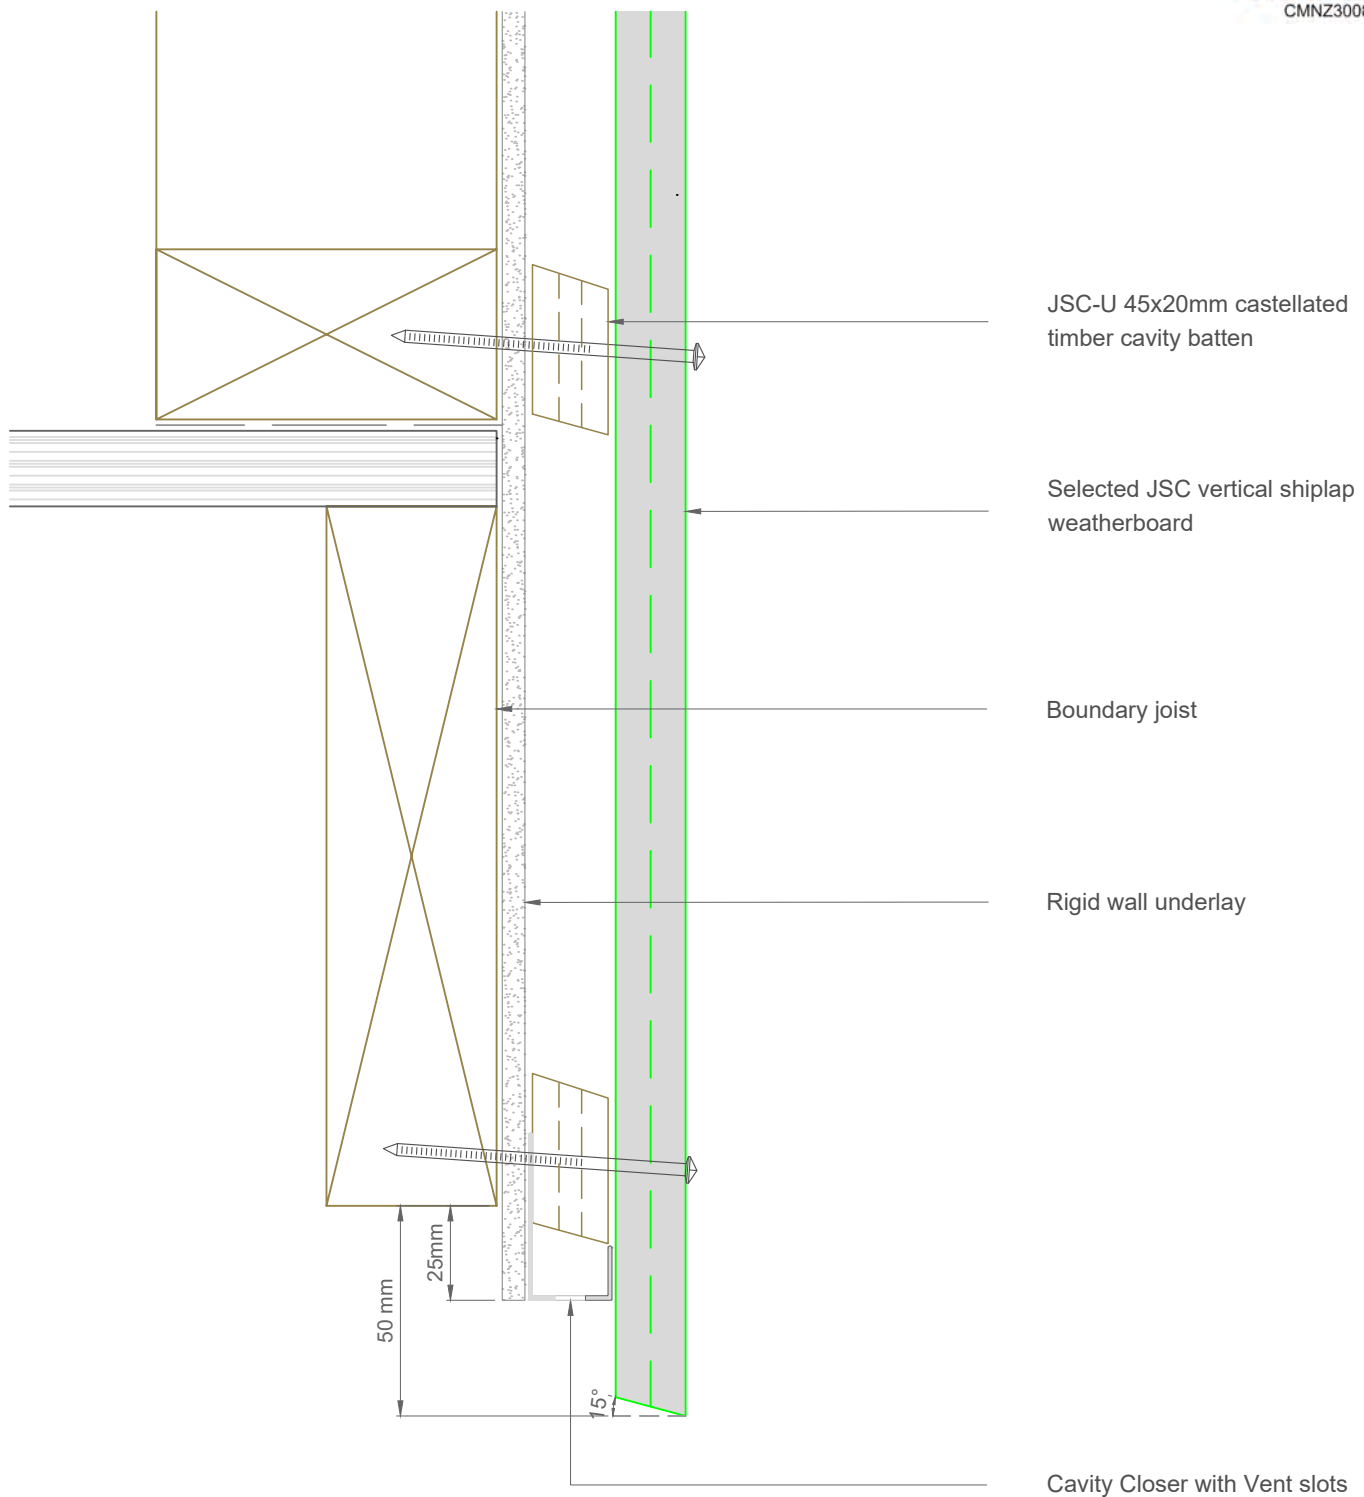 CMNZ3008
JSC-U 45x20mm castellated
timber cavity batten
Selected JSC vertical shiplap
weatherboard
Boundary joist
Rigid wall underlay
25mm
50 mm
15°
Cavity Closer with Vent slots